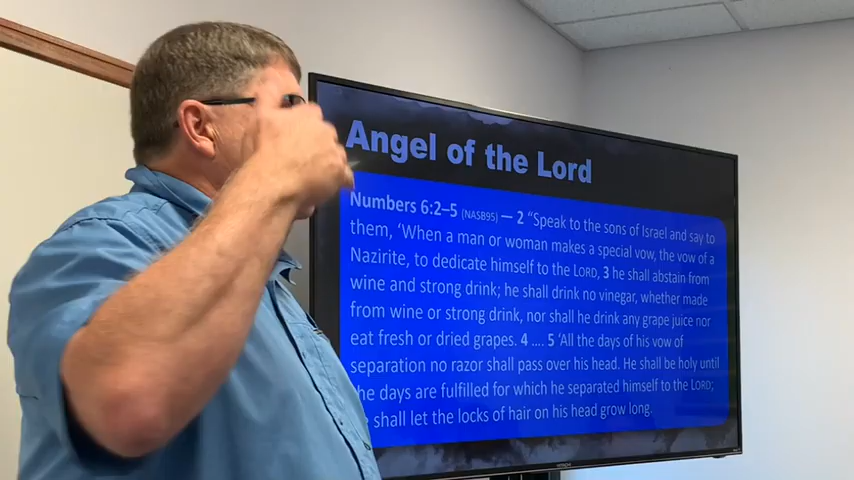 Angel of the Lord
Numbers 6:2–5 (NASB95) — 2 “Speak to the sons of Israel and say to
them, ‘When a man or woman makes a special vow, the vow of a
Nazirite, to dedicate himself to the LORD, 3 he shall abstain from
wine and strong drink; he shall drink no vinegar, whether made
from wine or strong drink, nor shall he drink any grape juice nor
eat fresh or dried grapes. 4 .... 5 ‘All the days of his vow of
separation no razor shall pass over his head. He shall be holy until
the days are fulfilled for which he separated himself to the LORD;
shall let the locks of hair on his head grow long.
HITACHI